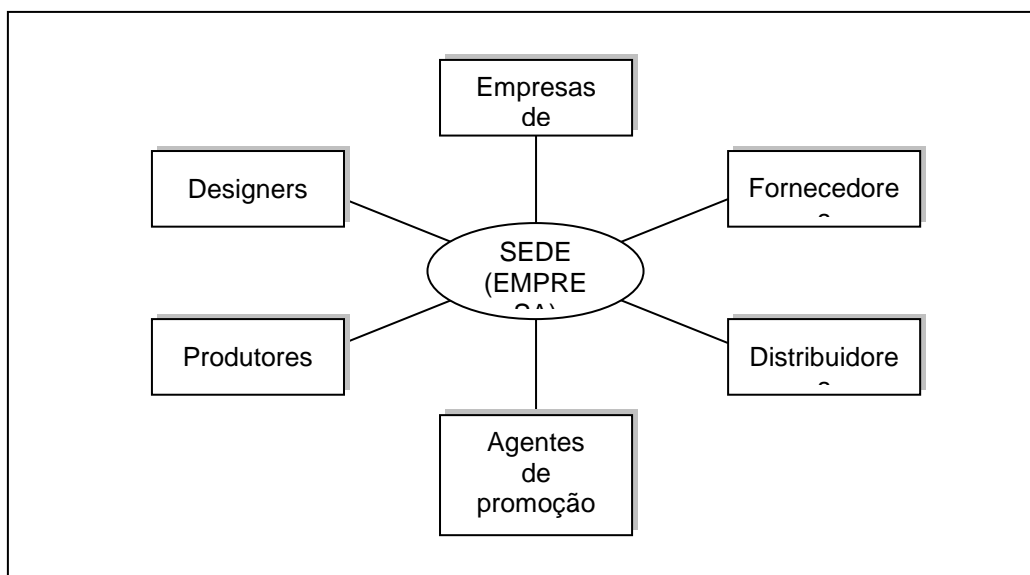 Empresas
de
Designers
Fornecedore
SEDE
(EMPRE
Produtores
Distribuidore
Agentes
de
promoção